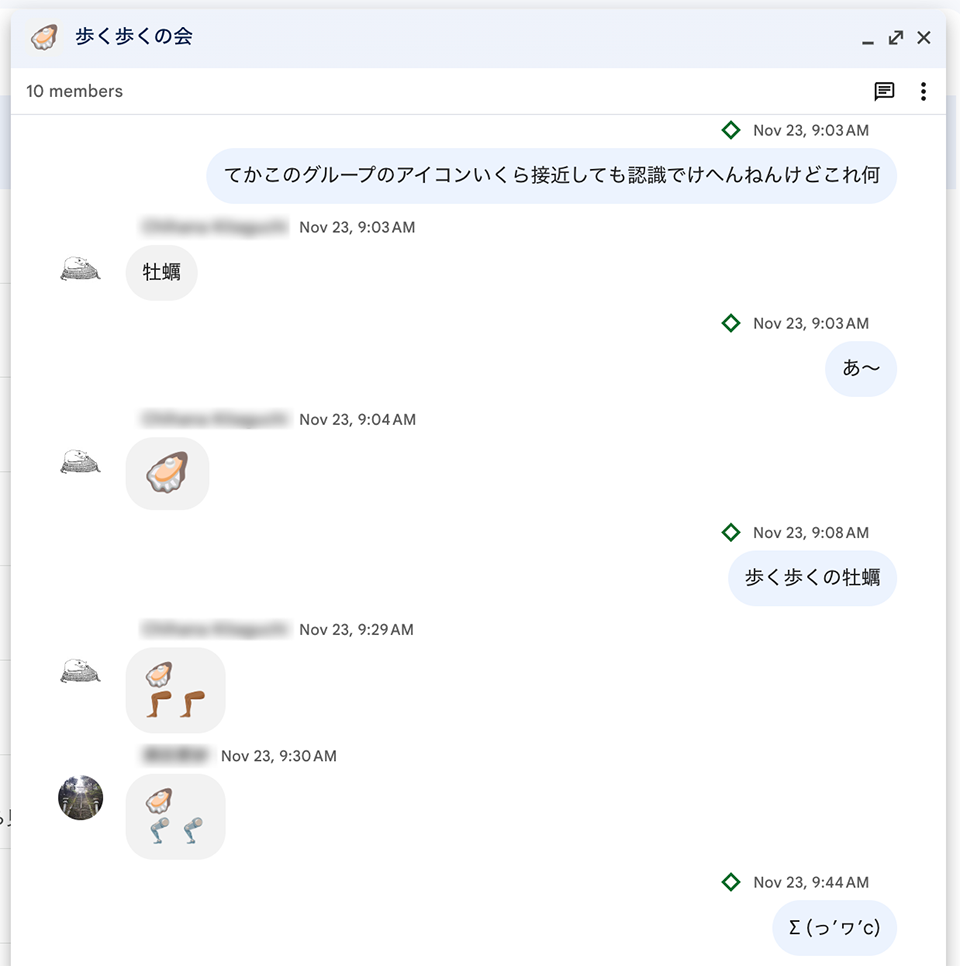 歩く歩くの会
10 members
Nov 23, 9:03 AM
てかこのグループのアイコンいくら接近しても認識でけへんねんけどこれ何
Nov 23, 9:03 AM
牡蠣
Nov 23, 9:03 AM
あ〜
Nov 23, 9:04 AM
🦪
Nov 23, 9:08 AM
歩く歩くの牡蠣
Nov 23, 9:29 AM
🦪
🦵🏾🦵🏾
Nov 23, 9:30 AM
🦪
🦿🦿
Nov 23, 9:44 AM
Σ (っ′ヮ′c)